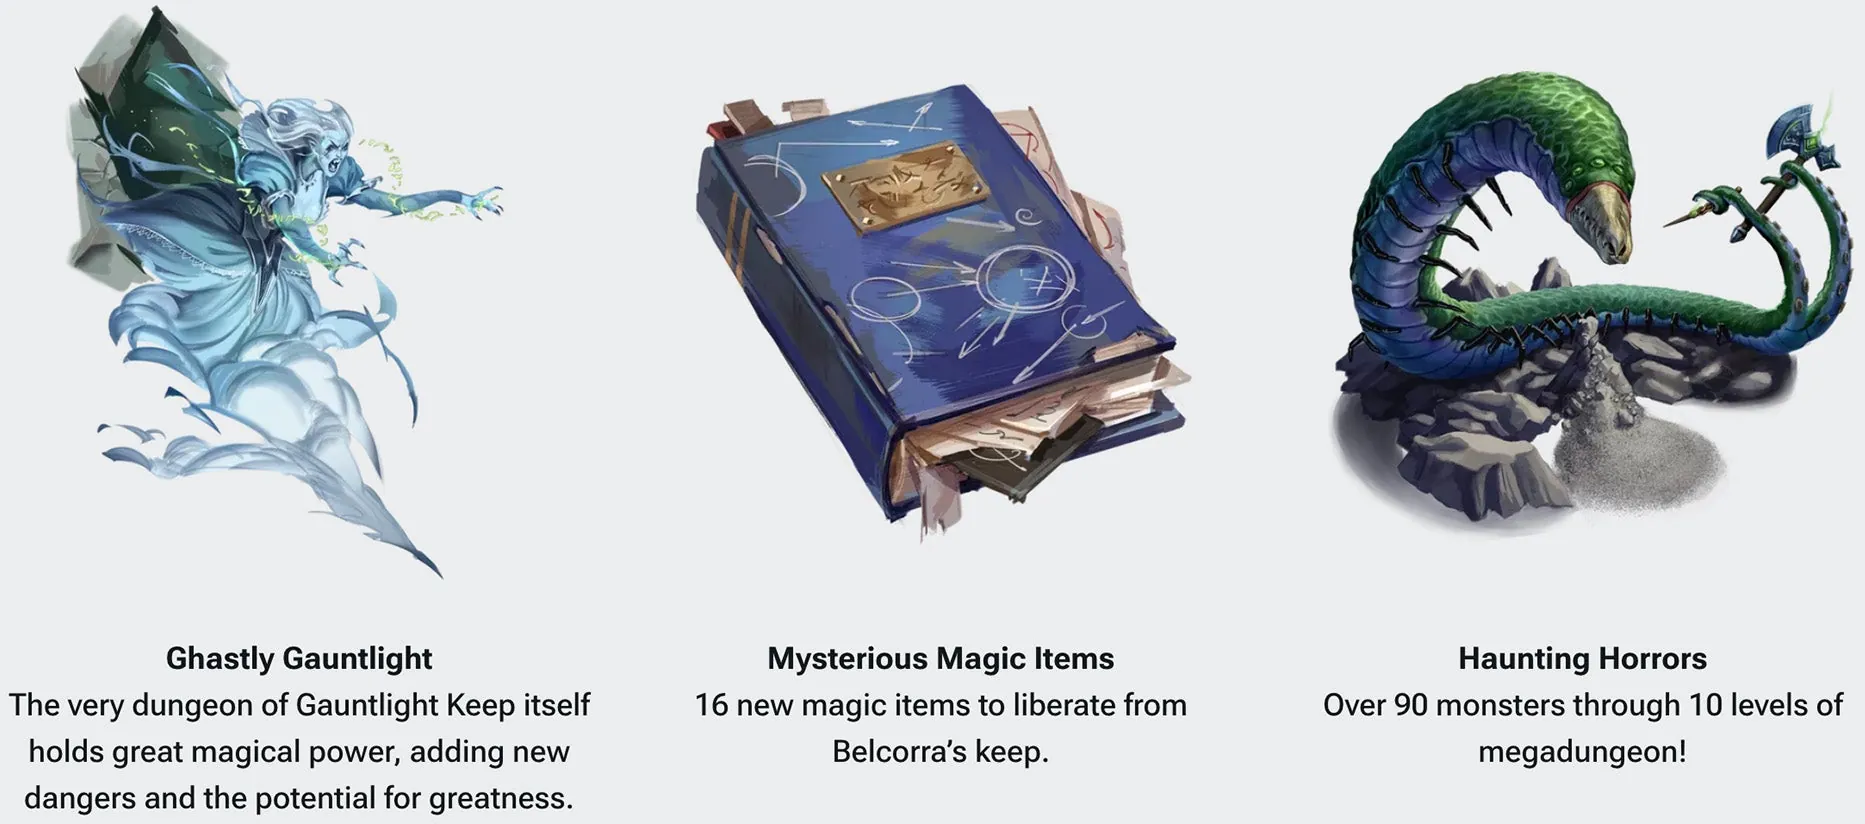 Ghastly Gauntlight
The very dungeon of Gauntlight Keep itself
holds great magical power, adding new
dangers and the potential for greatness.
Mysterious Magic Items
16 new magic items to liberate from
Belcorra’s keep.
Haunting Horrors
Over 90 monsters through 10 levels of
megadungeon!